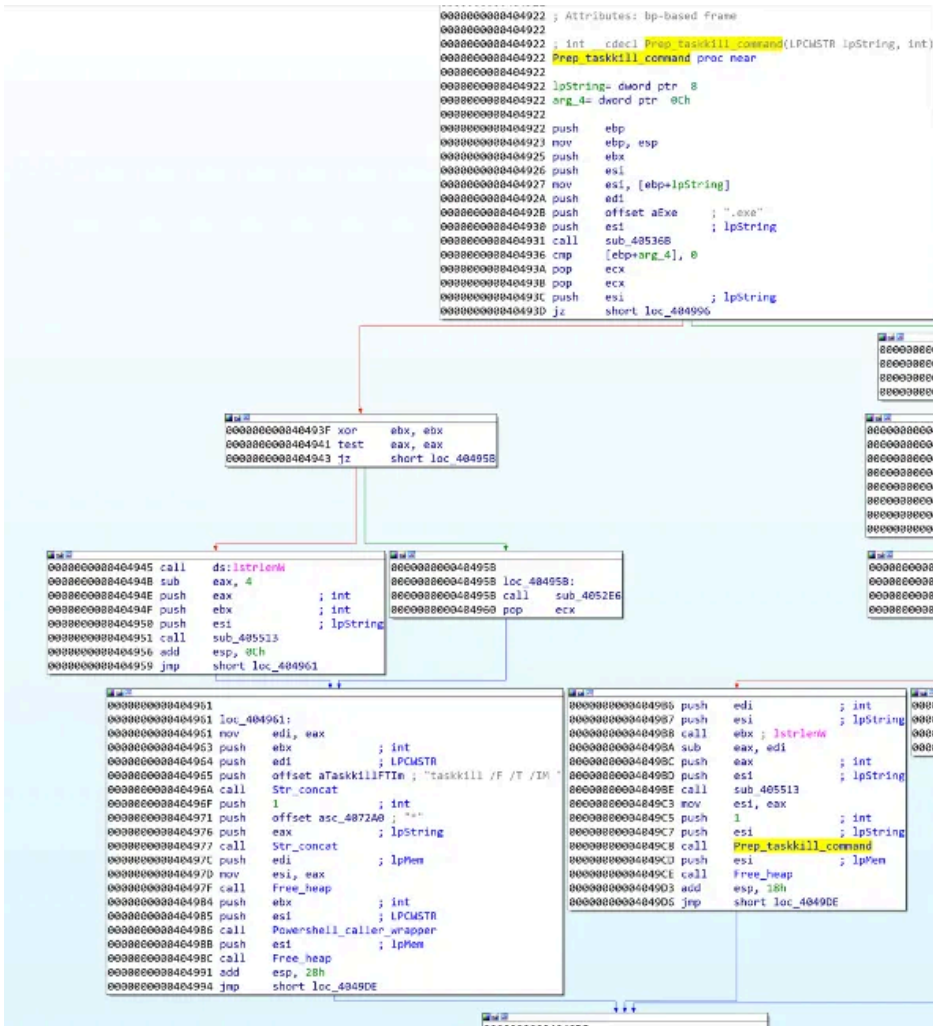 0000000000404922 ; Attributes: bp-based frame
0000000000404922
0000000000404922 ; int __cdecl Prep_taskkill_command(LPCWSTR lpString, int)
0000000000404922 Prep_taskkill_command proc near
0000000000404922
0000000000404922 lpString= dword ptr  8
0000000000404922 arg_4= dword ptr  0Ch
0000000000404922
0000000000404922 push    ebp
0000000000404923 mov     ebp, esp
0000000000404925 push    ebx
0000000000404926 push    esi
0000000000404927 mov     esi, [ebp+lpString]
000000000040492A push    edi
000000000040492B push    offset aExe     ; ".exe"
0000000000404930 push    esi             ; lpString
0000000000404931 call    sub_40536B
0000000000404936 cmp     [ebp+arg_4], 0
000000000040493A pop     ecx
000000000040493B pop     ecx
000000000040493C push    esi             ; lpString
000000000040493D jz      short loc_404996
000000000040493F xor     ebx, ebx
0000000000404941 test    eax, eax
0000000000404943 jz      short loc_40495B
0000000000404945 call    ds:lstrlenW
000000000040494B sub     eax, 4
000000000040494E push    eax             ; int
000000000040494F push    ebx             ; int
0000000000404950 push    esi             ; lpString
0000000000404951 call    sub_405513
0000000000404956 add     esp, 0Ch
0000000000404959 jmp     short loc_404961
000000000040495B
000000000040495B loc_40495B:
000000000040495B call    sub_4052E6
0000000000404960 pop     ecx
0000000000404961
0000000000404961 loc_404961:
0000000000404961 mov     edi, eax
0000000000404963 push    ebx             ; int
0000000000404964 push    edi             ; LPCWSTR
0000000000404965 push    offset aTaskkillFTIm ; "taskkill /F /T /IM "
000000000040496A call    Str_concat
000000000040496F push    1               ; int
0000000000404971 push    offset asc_4072A0 ; "*"
0000000000404976 push    eax             ; lpString
0000000000404977 call    Str_concat
000000000040497C push    edi             ; lpMem
000000000040497D mov     esi, eax
000000000040497F call    Free_heap
0000000000404984 push    ebx             ; int
0000000000404985 push    esi             ; LPCWSTR
0000000000404986 call    Powershell_caller_wrapper
000000000040498B push    esi             ; lpMem
000000000040498C call    Free_heap
0000000000404991 add     esp, 28h
0000000000404994 jmp     short loc_4049DE
00000000004049B6 push    edi             ; int
00000000004049B7 push    esi             ; lpString
00000000004049B8 call    ebx ; lstrlenW
00000000004049BA sub     eax, edi
00000000004049BC push    eax             ; int
00000000004049BD push    esi             ; lpString
00000000004049BE call    sub_405513
00000000004049C3 mov     esi, eax
00000000004049C5 push    1               ; int
00000000004049C7 push    esi             ; lpString
00000000004049C8 call    Prep_taskkill_command
00000000004049CD push    esi             ; lpMem
00000000004049CE call    Free_heap
00000000004049D3 add     esp, 18h
00000000004049D6 jmp     short loc_4049DE